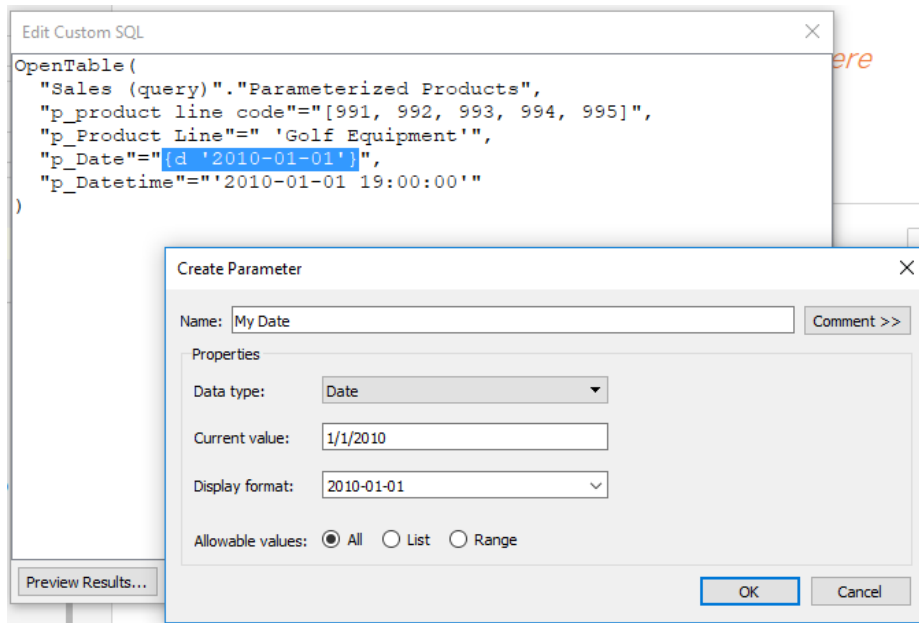 Edit Custom SQL
ere
OpenTable(
"Sales (query)"."Parameterized Products",
"p_product line code"="[991, 992, 993, 994, 995]",
"p_Product Line"=" 'Golf Equipment'",
"p_Date"="{d '2010-01-01'}",
"p_Datetime"="'2010-01-01 19:00:00'"
)
Create Parameter
Name: My Date Comment >>
Properties
Data type: Date
Current value: 1/1/2010
Display format: 2010-01-01
Allowable values: All List Range
Preview Results...
OK Cancel